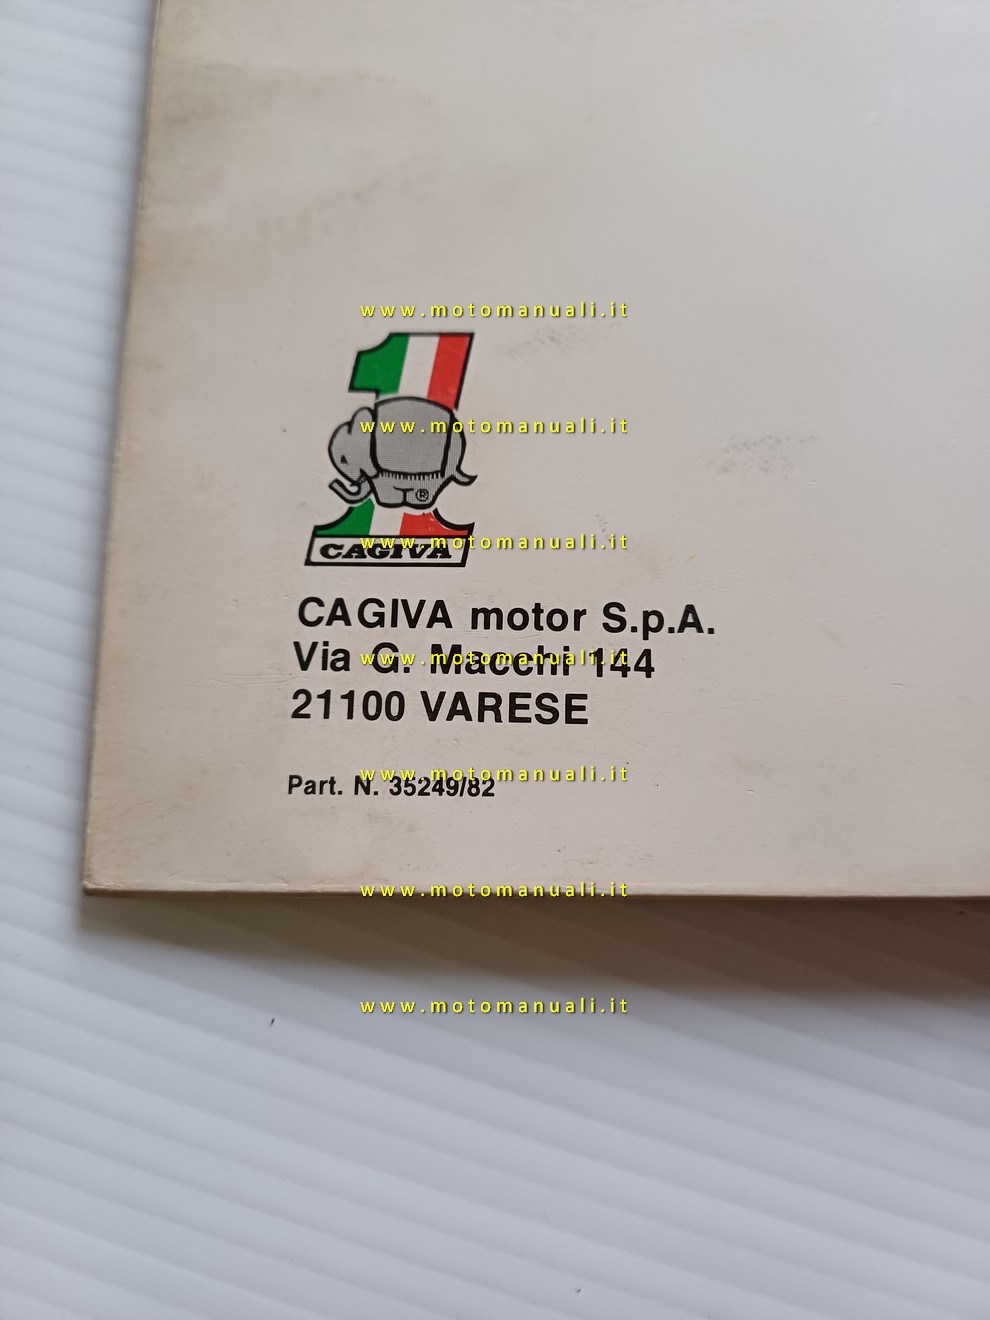 www.motomanuali.it
www.motomanuali.it
®
www.motomanuali.it
CAGIVA
CAGIVA motor S.p.A.
Via G. Macchi 144
www.motomanuali.it
21100 VARESE
www.motomanuali.it
Part. N. 35249/82
www.motomanuali.it
www.motomanuali.it